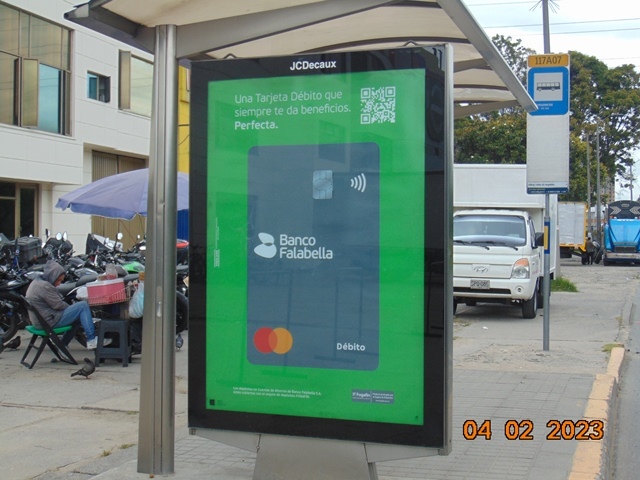 JCDecaux
117A07
Una Tarjeta Débito que
siempre te da beneficios.
Perfecta.
Banco
Falabella
Débito
04 02 2023